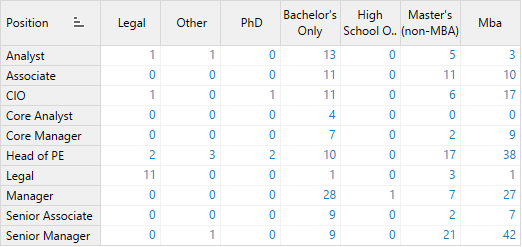 Position Legal Other PhD Bachelor's Only High School O.. Master's (non-MBA) Mba
Analyst 1 1 0 13 0 5 3
Associate 0 0 0 11 0 11 10
CIO 1 0 1 11 0 6 17
Core Analyst 0 0 0 4 0 0 0
Core Manager 0 0 0 7 0 2 9
Head of PE 2 3 2 10 0 17 38
Legal 11 0 0 1 0 3 1
Manager 0 0 0 28 1 7 27
Senior Associate 0 0 0 9 0 2 7
Senior Manager 0 1 0 9 0 21 42